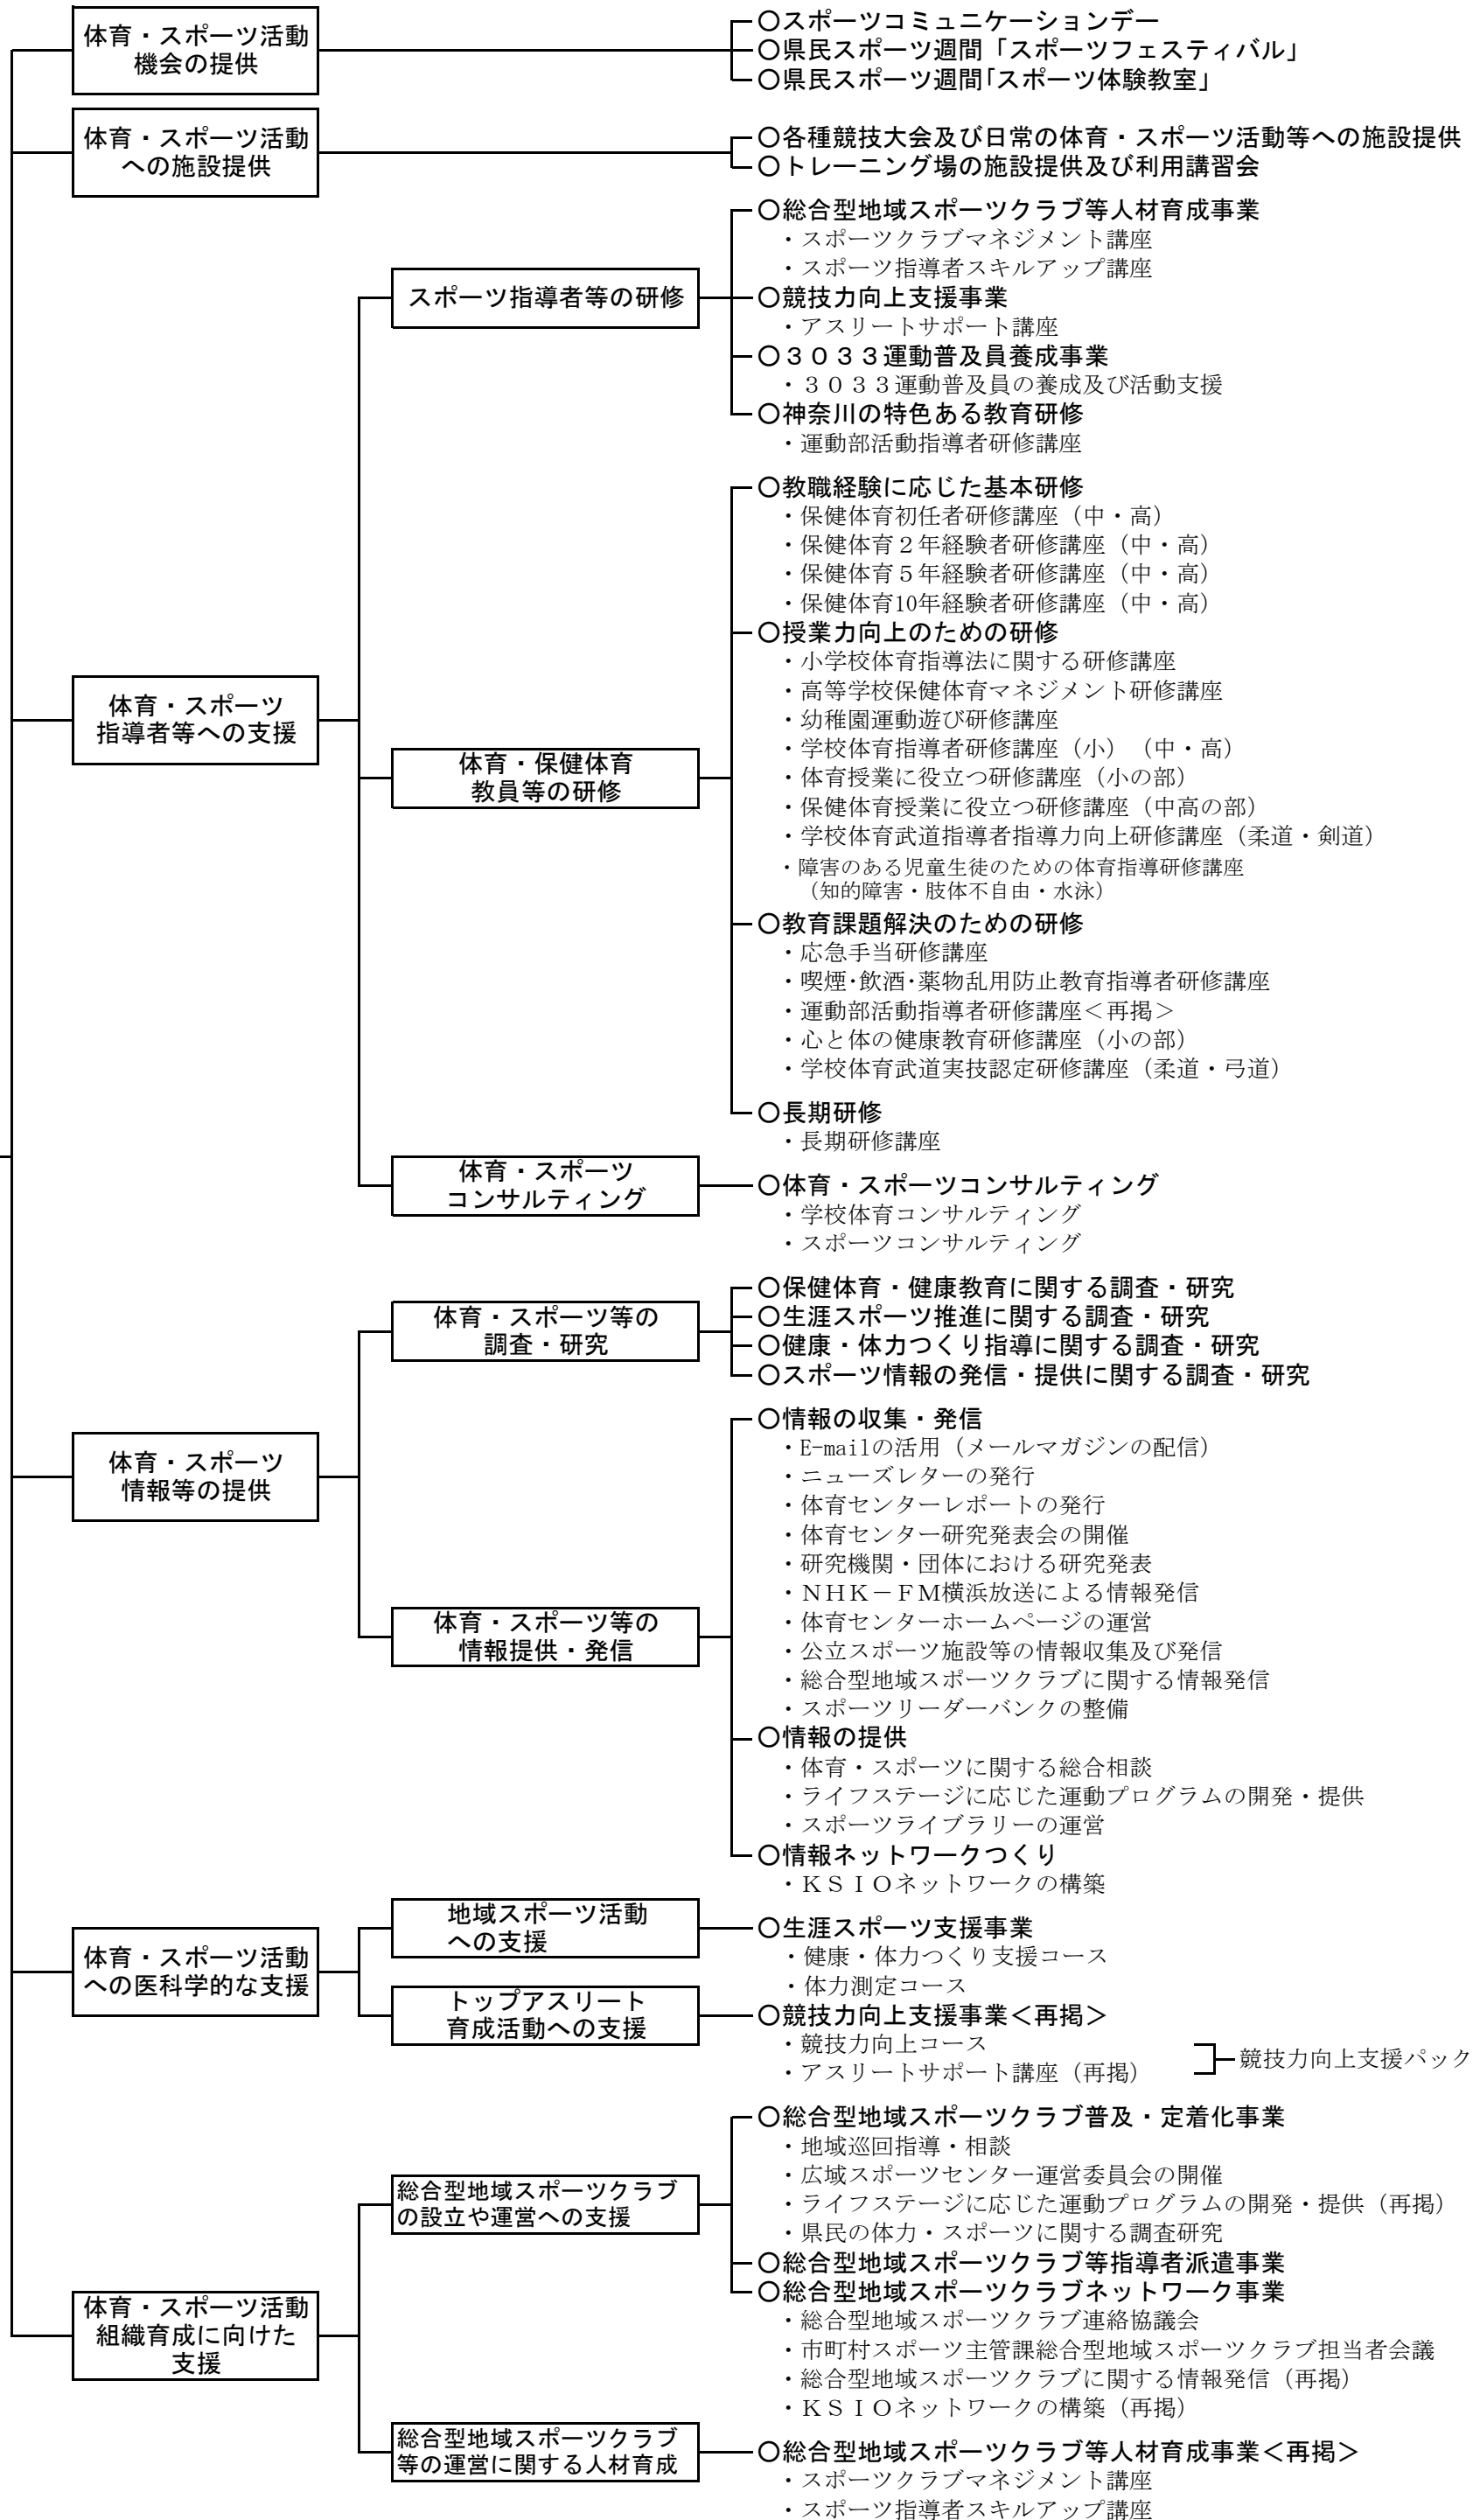 体育・スポーツ活動
機会の提供
〇スポーツコミュニケーションデー
〇県民スポーツ週間「スポーツフェスティバル」
〇県民スポーツ週間｢スポーツ体験教室｣
体育・スポーツ活動
への施設提供
〇各種競技大会及び日常の体育・スポーツ活動等への施設提供
〇トレーニング場の施設提供及び利用講習会
体育・スポーツ
指導者等への支援
スポーツ指導者等の研修
〇総合型地域スポーツクラブ等人材育成事業
・スポーツクラブマネジメント講座
・スポーツ指導者スキルアップ講座
〇競技力向上支援事業
・アスリートサポート講座
〇３０３３運動普及員養成事業
・３０３３運動普及員の養成及び活動支援
〇神奈川の特色ある教育研修
・運動部活動指導者研修講座
体育・保健体育
教員等の研修
〇教職経験に応じた基本研修
・保健体育初任者研修講座（中・高）
・保健体育２年経験者研修講座（中・高）
・保健体育５年経験者研修講座（中・高）
・保健体育10年経験者研修講座（中・高）
〇授業力向上のための研修
・小学校体育指導法に関する研修講座
・高等学校保健体育マネジメント研修講座
・幼稚園運動遊び研修講座
・学校体育指導者研修講座（小）（中・高）
・体育授業に役立つ研修講座（小の部）
・保健体育授業に役立つ研修講座（中高の部）
・学校体育武道指導者指導力向上研修講座（柔道・剣道）
・障害のある児童生徒のための体育指導研修講座
（知的障害・肢体不自由・水泳）
〇教育課題解決のための研修
・応急手当研修講座
・喫煙･飲酒･薬物乱用防止教育指導者研修講座
・運動部活動指導者研修講座＜再掲＞
・心と体の健康教育研修講座（小の部）
・学校体育武道実技認定研修講座（柔道・弓道）
〇長期研修
・長期研修講座
体育・スポーツ
コンサルティング
〇体育・スポーツコンサルティング
・学校体育コンサルティング
・スポーツコンサルティング
体育・スポーツ
情報等の提供
体育・スポーツ等の
調査・研究
〇保健体育・健康教育に関する調査・研究
〇生涯スポーツ推進に関する調査・研究
〇健康・体力つくり指導に関する調査・研究
〇スポーツ情報の発信・提供に関する調査・研究
体育・スポーツ等の
情報提供・発信
〇情報の収集・発信
・E-mailの活用（メールマガジンの配信）
・ニューズレターの発行
・体育センターレポートの発行
・体育センター研究発表会の開催
・研究機関・団体における研究発表
・ＮＨＫ－ＦＭ横浜放送による情報発信
・体育センターホームページの運営
・公立スポーツ施設等の情報収集及び発信
・総合型地域スポーツクラブに関する情報発信
・スポーツリーダーバンクの整備
〇情報の提供
・体育・スポーツに関する総合相談
・ライフステージに応じた運動プログラムの開発・提供
・スポーツライブラリーの運営
〇情報ネットワークつくり
・ＫＳＩＯネットワークの構築
体育・スポーツ活動
への医科学的な支援
地域スポーツ活動
への支援
〇生涯スポーツ支援事業
・健康・体力つくり支援コース
・体力測定コース
トップアスリート
育成活動への支援
〇競技力向上支援事業＜再掲＞
・競技力向上コース
・アスリートサポート講座（再掲）
競技力向上支援パック
体育・スポーツ活動
組織育成に向けた
支援
総合型地域スポーツクラブ
の設立や運営への支援
〇総合型地域スポーツクラブ普及・定着化事業
・地域巡回指導・相談
・広域スポーツセンター運営委員会の開催
・ライフステージに応じた運動プログラムの開発・提供（再掲）
・県民の体力・スポーツに関する調査研究
〇総合型地域スポーツクラブ等指導者派遣事業
〇総合型地域スポーツクラブネットワーク事業
・総合型地域スポーツクラブ連絡協議会
・市町村スポーツ主管課総合型地域スポーツクラブ担当者会議
・総合型地域スポーツクラブに関する情報発信（再掲）
・ＫＳＩＯネットワークの構築（再掲）
総合型地域スポーツクラブ
等の運営に関する人材育成
〇総合型地域スポーツクラブ等人材育成事業＜再掲＞
・スポーツクラブマネジメント講座
・スポーツ指導者スキルアップ講座